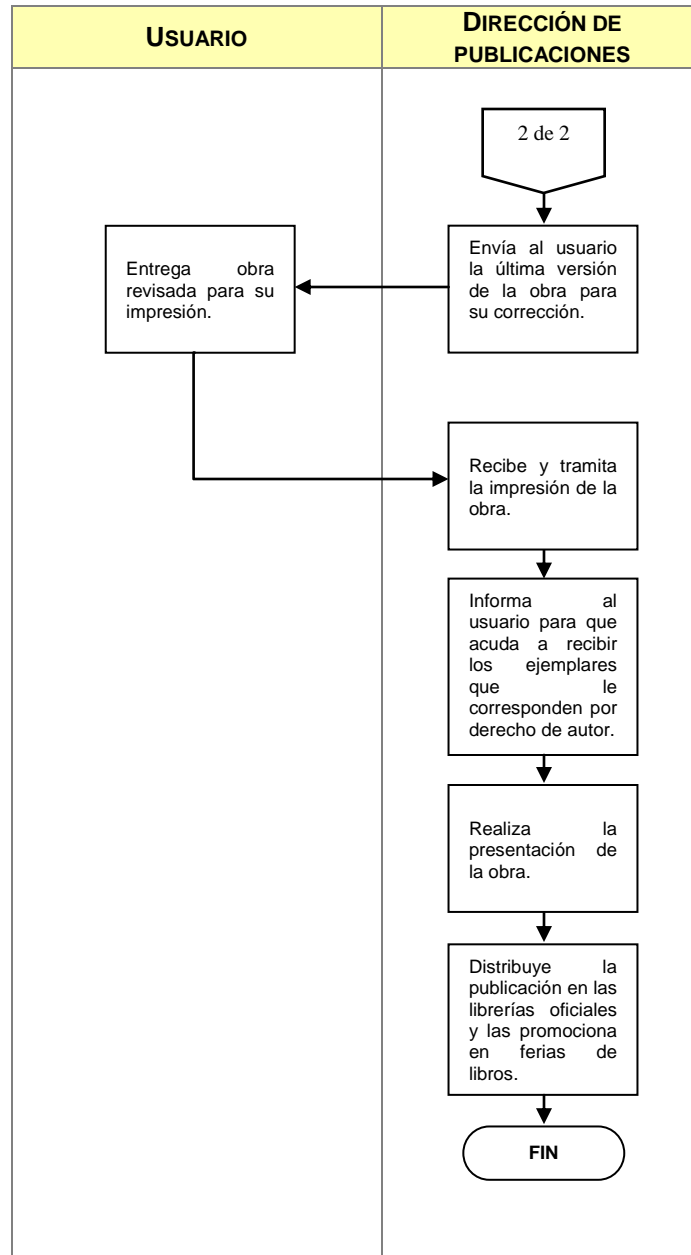 USUARIO
DIRECCIÓN DE
PUBLICACIONES
2 de 2
Envía al usuario
la última versión
de la obra para
su corrección.
Entrega obra
revisada para su
impresión.
Recibe y tramita
la impresión de la
obra.
Informa al
usuario para que
acuda a recibir
los ejemplares
que le
corresponden por
derecho de autor.
Realiza la
presentación de
la obra.
Distribuye la
publicación en las
librerías oficiales
y las promociona
en ferias de
libros.
FIN